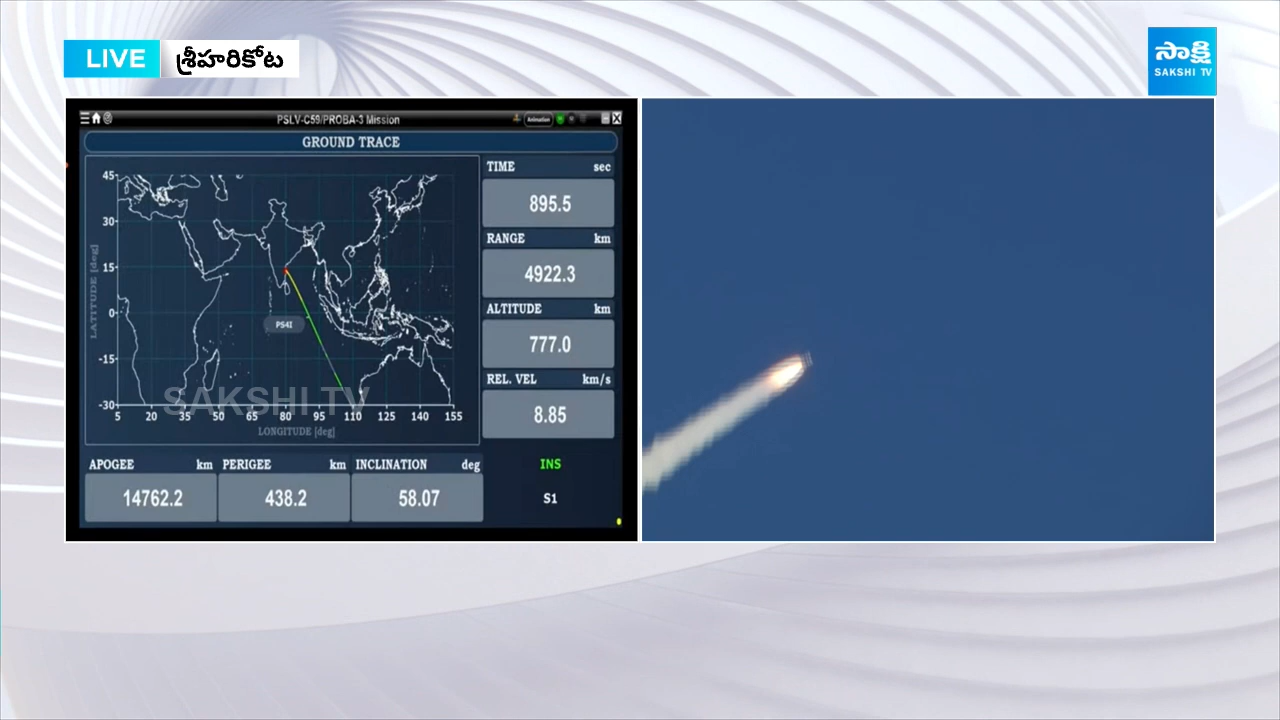 LIVE శ్రీహరికోట
సాక్షి
SAKSHI TV
PSLV-C59/PROBA-3 Mission
Animation
GROUND TRACE
TIME sec
895.5
RANGE km
4922.3
ALTITUDE km
777.0
REL. VEL km/s
8.85
LATITUDE [deg]
45
30
15
0
-15
-30
PS4I
SAKSHI TV
5 20 35 50 65 80 95 110 125 140 155
LONGITUDE [deg]
APOGEE km PERIGEE km INCLINATION deg
14762.2 438.2 58.07
INS
S1